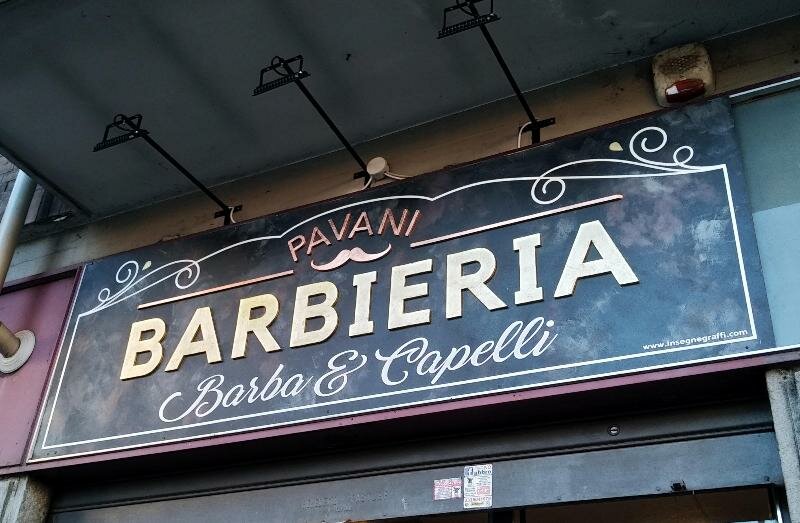 PAVANI
BARBIERIA
Barba & Capelli
www.insegnegraffi.com